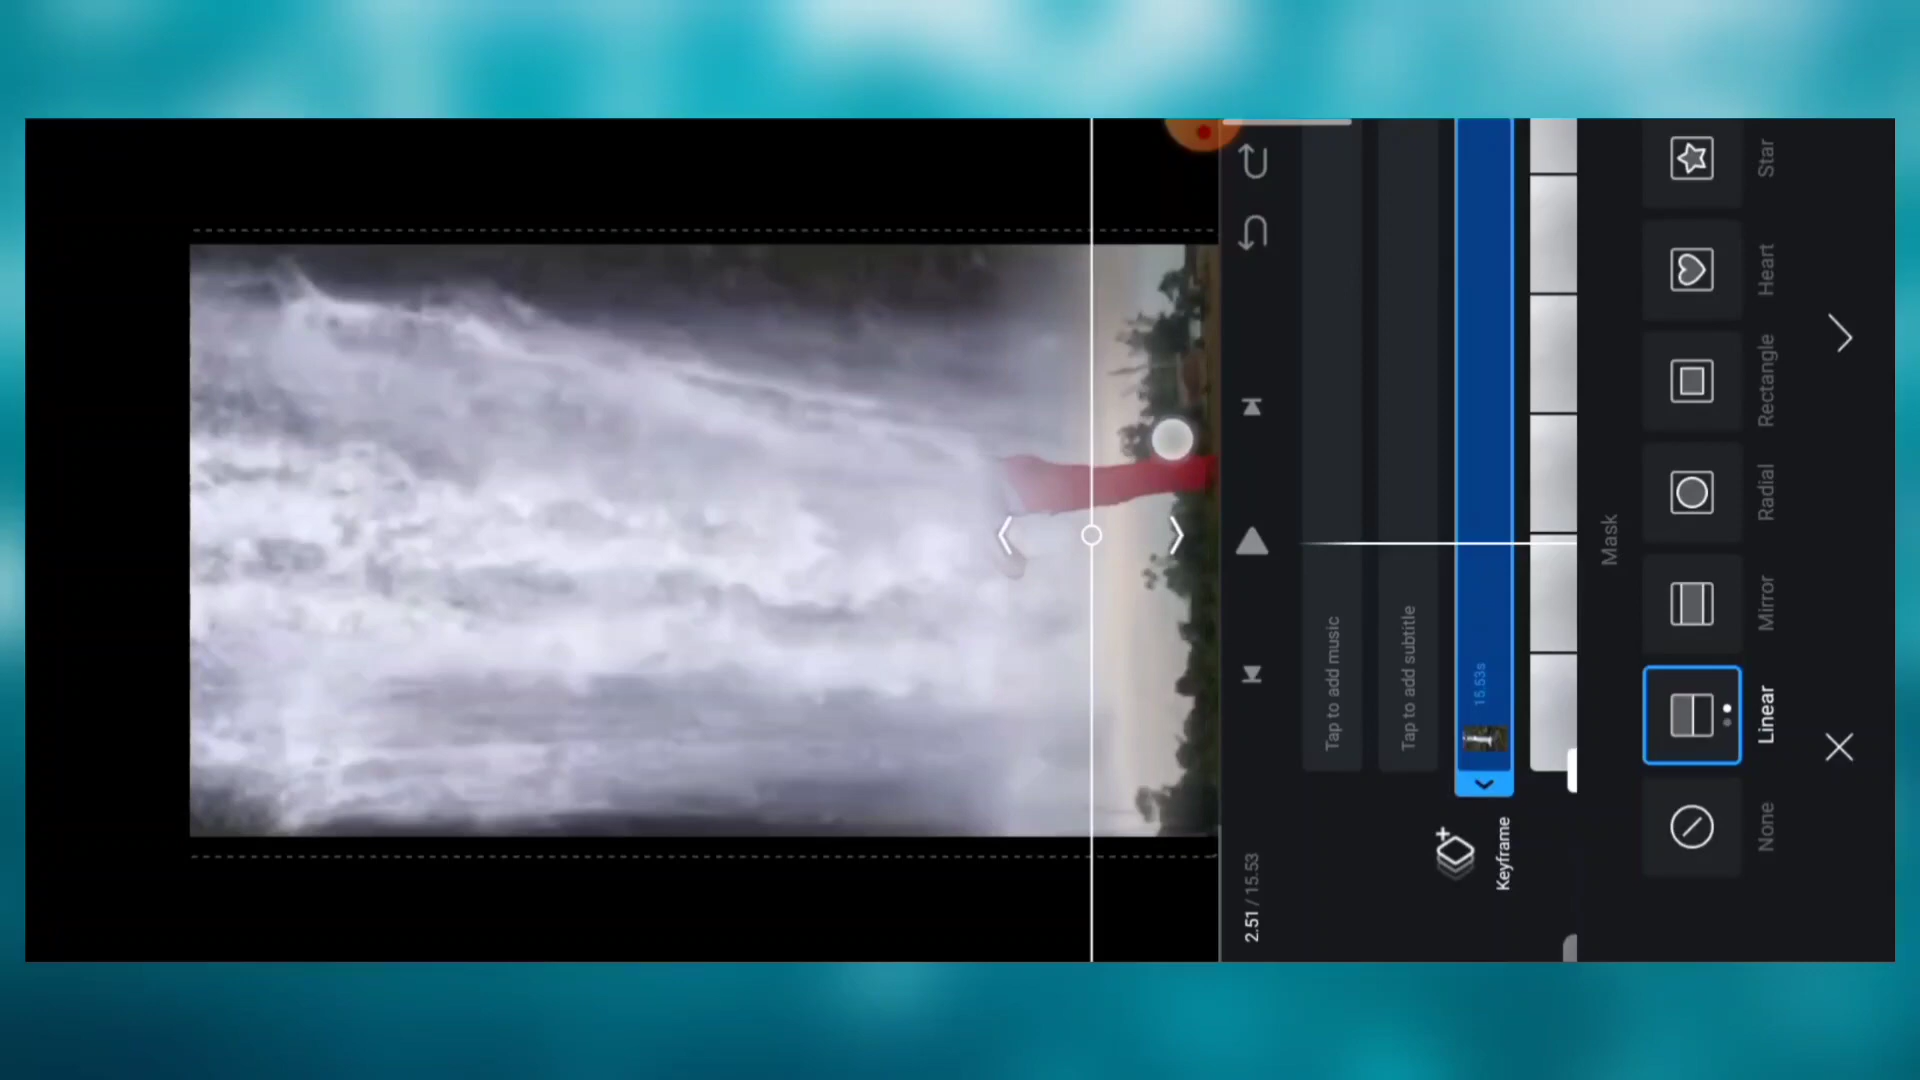 2.51 / 15.53
Tap to add music
Tap to add subtitle
15.53s
Keyframe
Mask
None
Linear
Mirror
Radial
Rectangle
Heart
Star